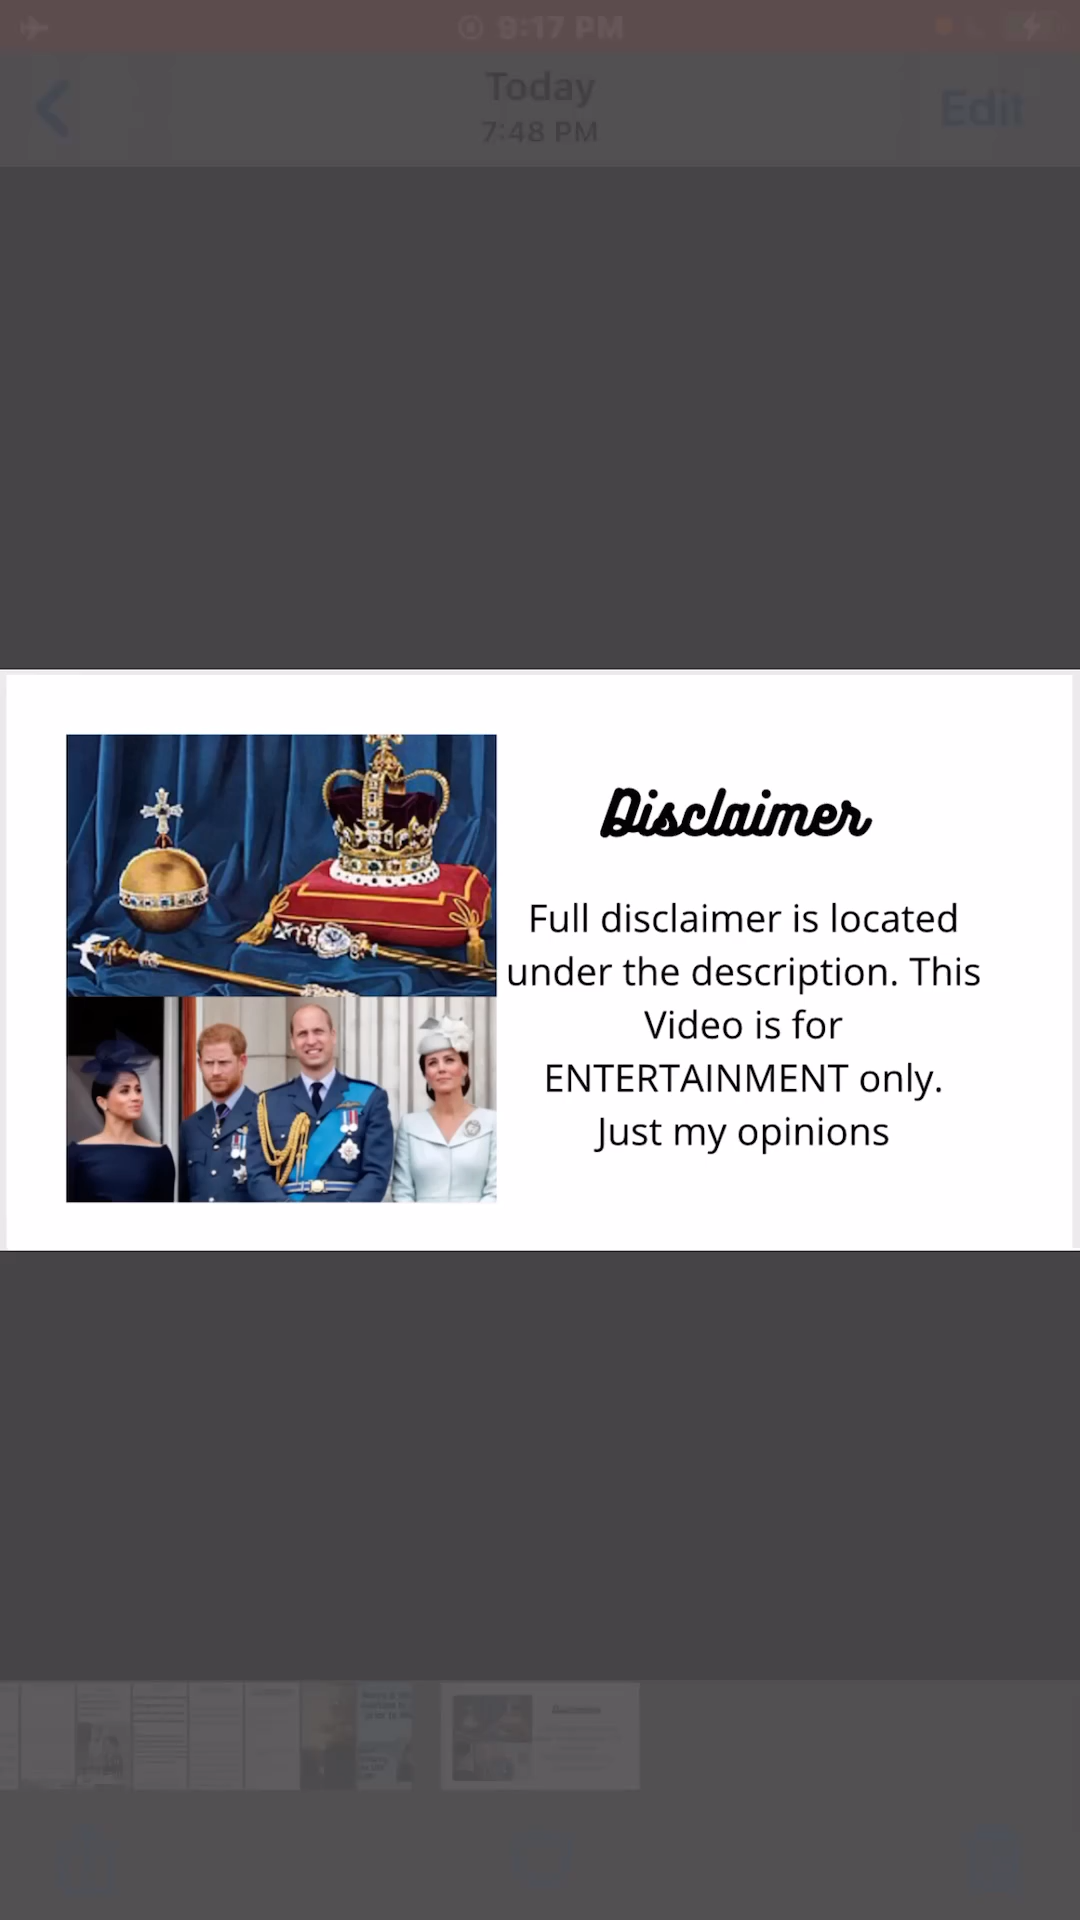 9:17 PM
Today
7:48 PM
Edit
Disclaimer
Full disclaimer is located
under the description. This
Video is for
ENTERTAINMENT only.
Just my opinions